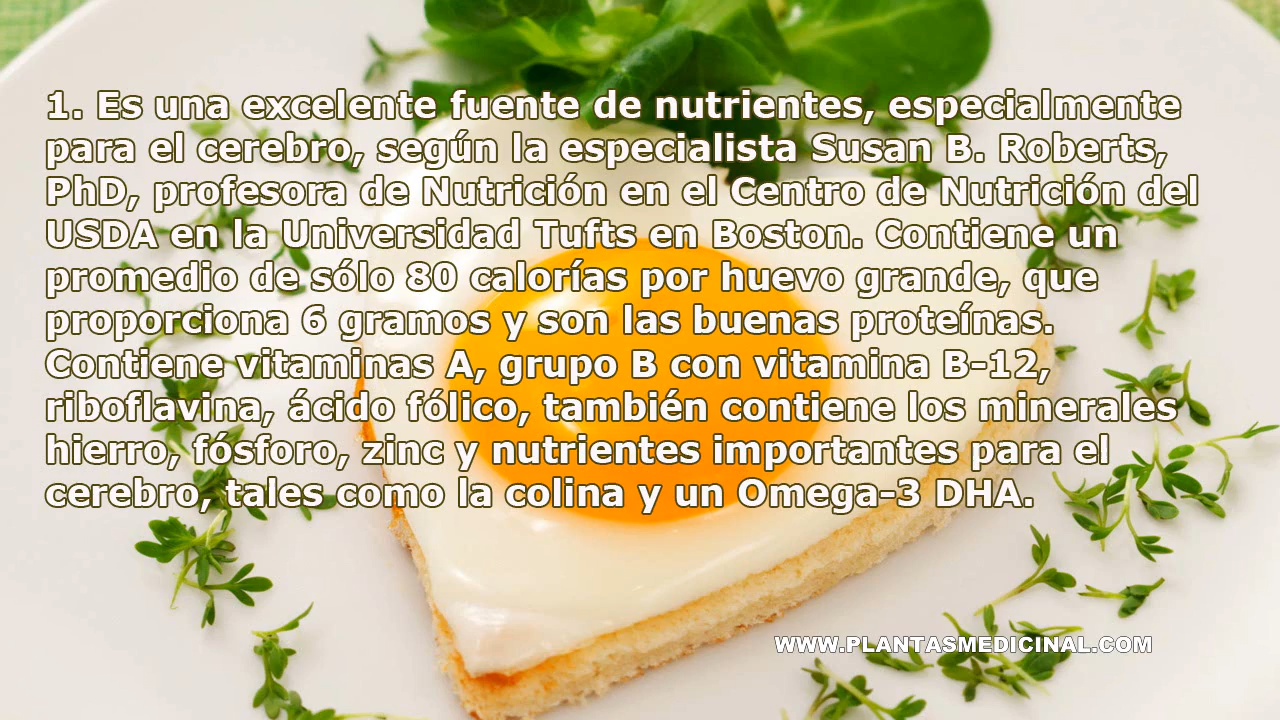 1. Es una excelente fuente de nutrientes, especialmente
para el cerebro, según la especialista Susan B. Roberts,
PhD, profesora de Nutrición en el Centro de Nutrición del
USDA en la Universidad Tufts en Boston. Contiene un
promedio de sólo 80 calorías por huevo grande, que
proporciona 6 gramos y son las buenas proteínas.
Contiene vitaminas A, grupo B con vitamina B-12,
riboflavina, ácido fólico, también contiene los minerales
hierro, fósforo, zinc y nutrientes importantes para el
cerebro, tales como la colina y un Omega-3 DHA.
WWW.PLANTASMEDICINAL.COM